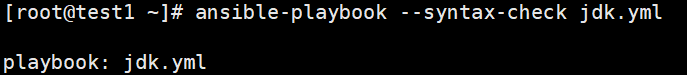 [root@test1 ~]# ansible-playbook --syntax-check jdk.yml
playbook: jdk.yml